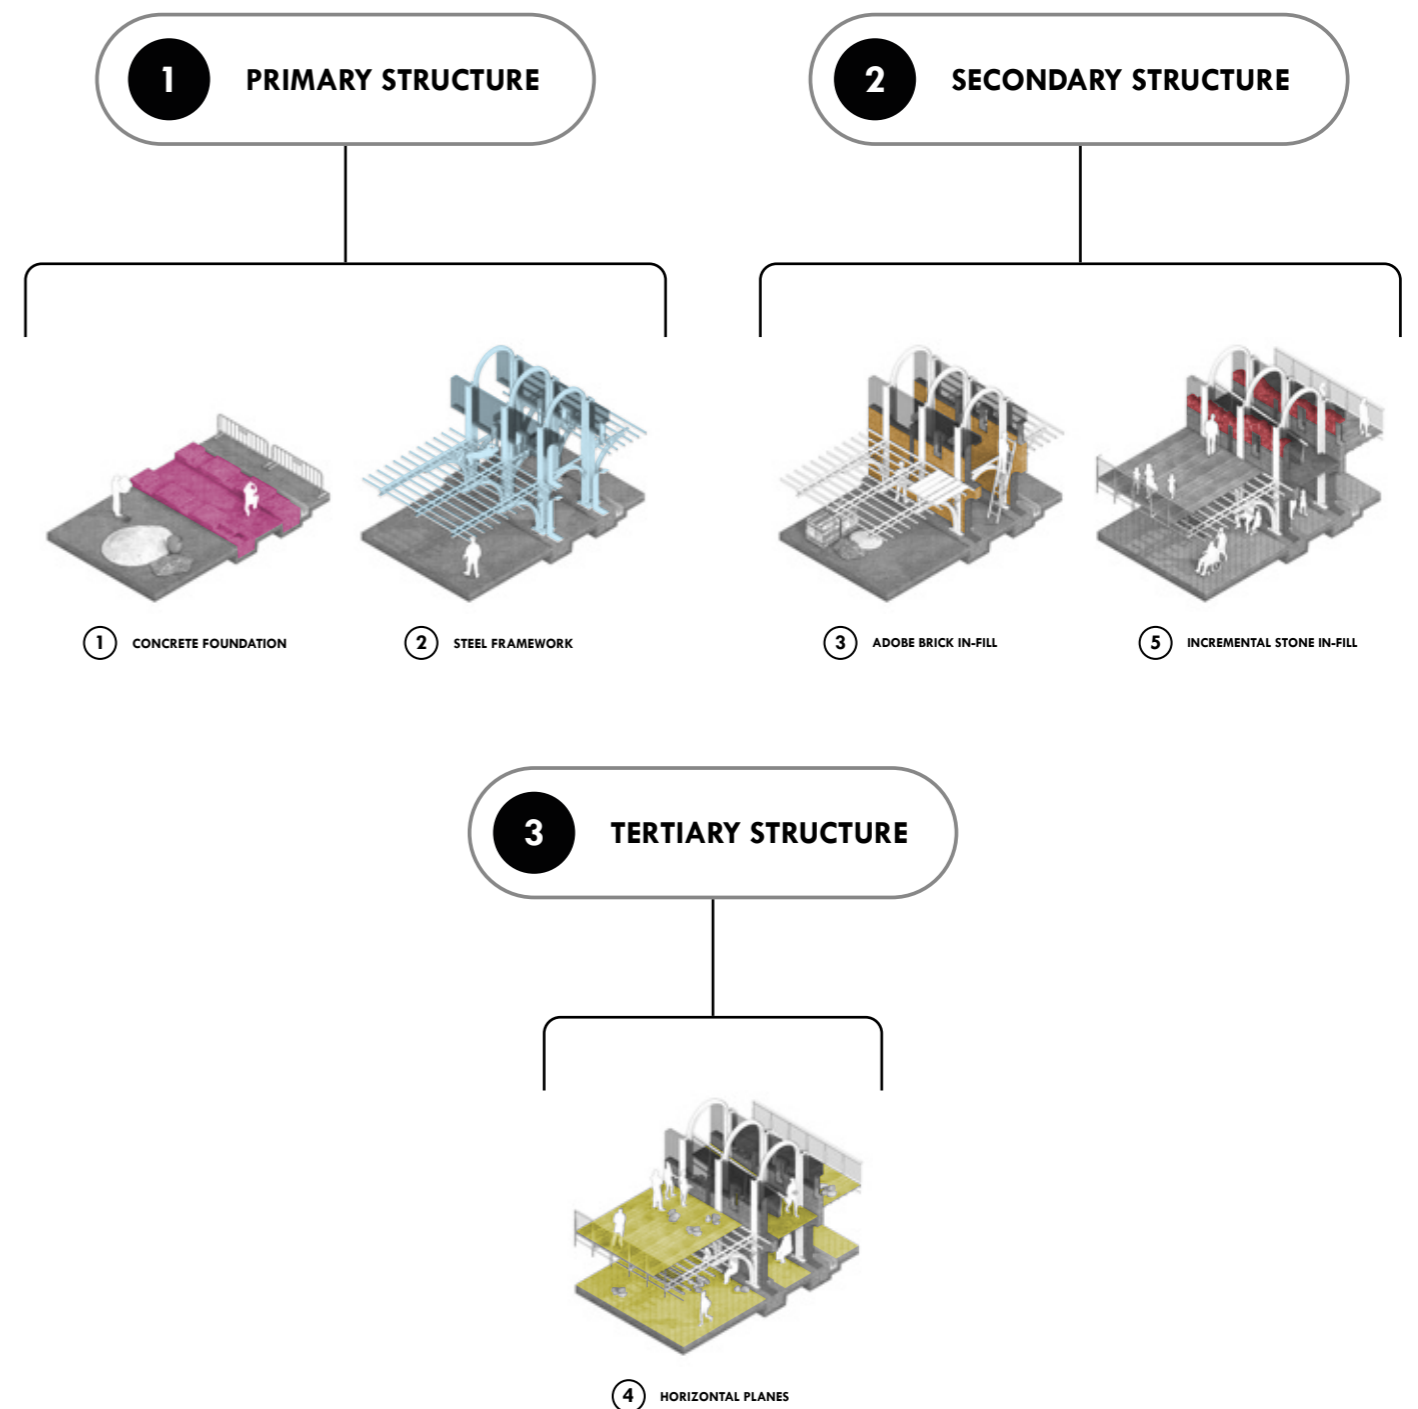 1 PRIMARY STRUCTURE
2 SECONDARY STRUCTURE
1 CONCRETE FOUNDATION
2 STEEL FRAMEWORK
3 ADOBE BRICK IN-FILL
5 INCREMENTAL STONE IN-FILL
3 TERTIARY STRUCTURE
4 HORIZONTAL PLANES